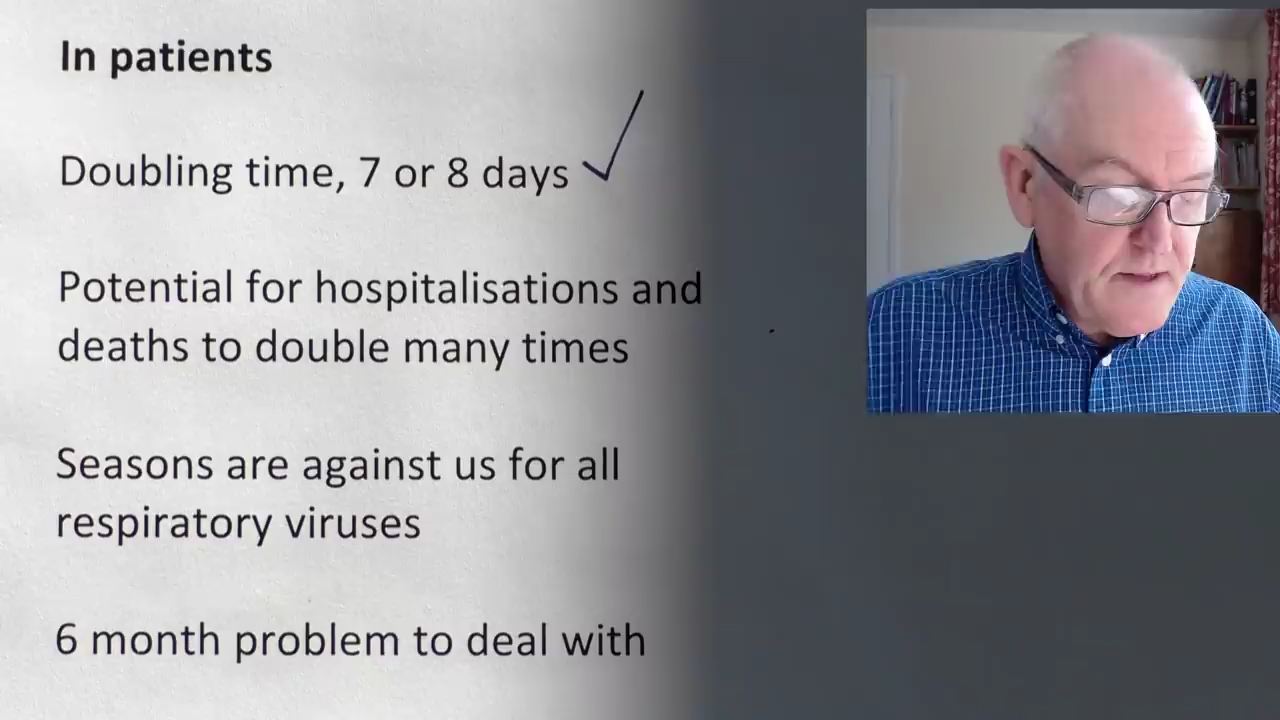 In patients
Doubling time, 7 or 8 days
Potential for hospitalisations and
deaths to double many times
Seasons are against us for all
respiratory viruses
6 month problem to deal with